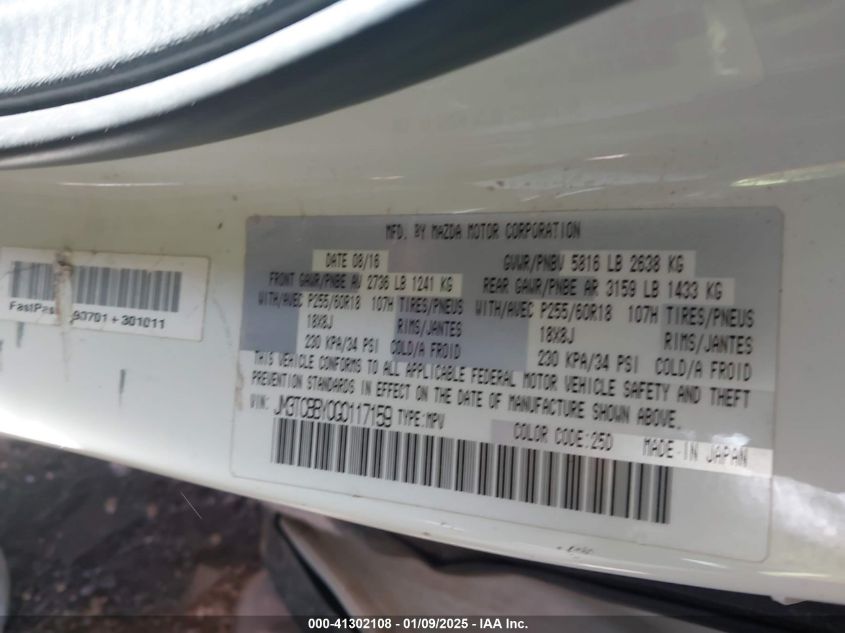 MFD. BY MAZDA MOTOR CORPORATION
DATE 08/16 GVWR/PNBV 5816 LB 2638 KG
FRONT GAWR/PNBE AV 2736 LB 1241 KG REAR GAWR/PNBE AR 3159 LB 1433 KG
WITH/AVEC P255/60R18 107H TIRES/PNEUS WITH/AVEC P255/60R18 107H TIRES/PNEUS
18X8J RIMS/JANTES 18X8J RIMS/JANTES
230 KPA/34 PSI COLD/A FROID 230 KPA/34 PSI COLD/A FROID
THIS VEHICLE CONFORMS TO ALL APPLICABLE FEDERAL MOTOR VEHICLE SAFETY AND THEFT
PREVENTION STANDARDS IN EFFECT ON THE DATE OF MANUFACTURE SHOWN ABOVE.
VIN: JM3TCBBY0G0117159 TYPE:MPV
COLOR CODE:25D MADE IN JAPAN
301011
000-41302108 - 01/09/2025 - IAA Inc.